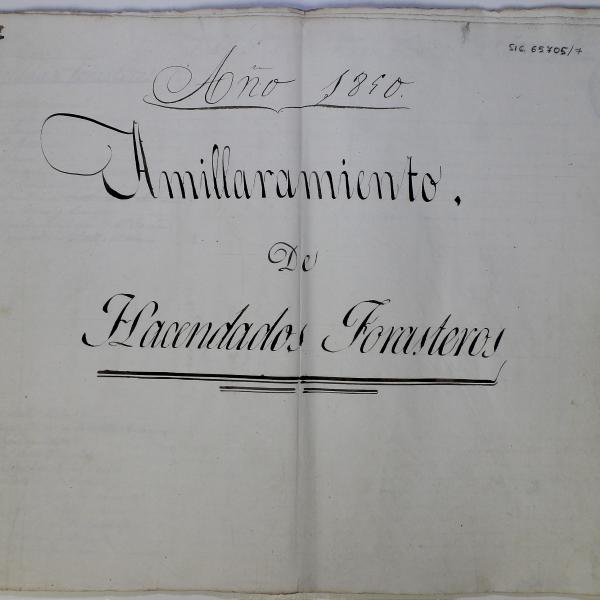 SIG. 65705/7
Año 1850.
Amillaramiento.
De
Hacendados Forasteros